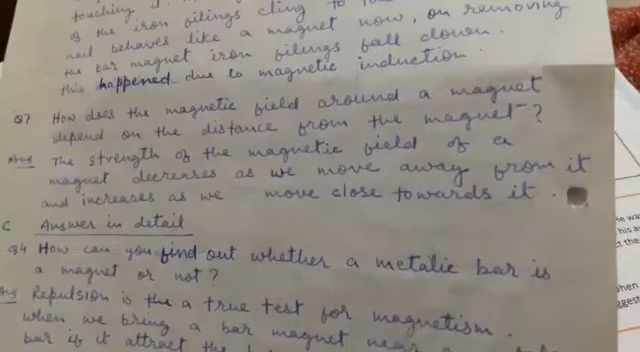 touching it.
of the iron filings cling to
nail behaves like a magnet now, on removing
the bar magnet iron filings fall down.
this happened due to magnetic induction.
Q7 How does the magnetic field around a magnet
depend on the distance from the magnet?
Ans The strength of the magnetic field of a
magnet decreases as we move away from it
and increases as we move close towards it.
C Answer in detail
Q4 How can you find out whether a metalic bar is
a magnet or not?
Ans Repulsion is the a true test for magnetism.
when we bring a bar magnet near a
bar if it attract the